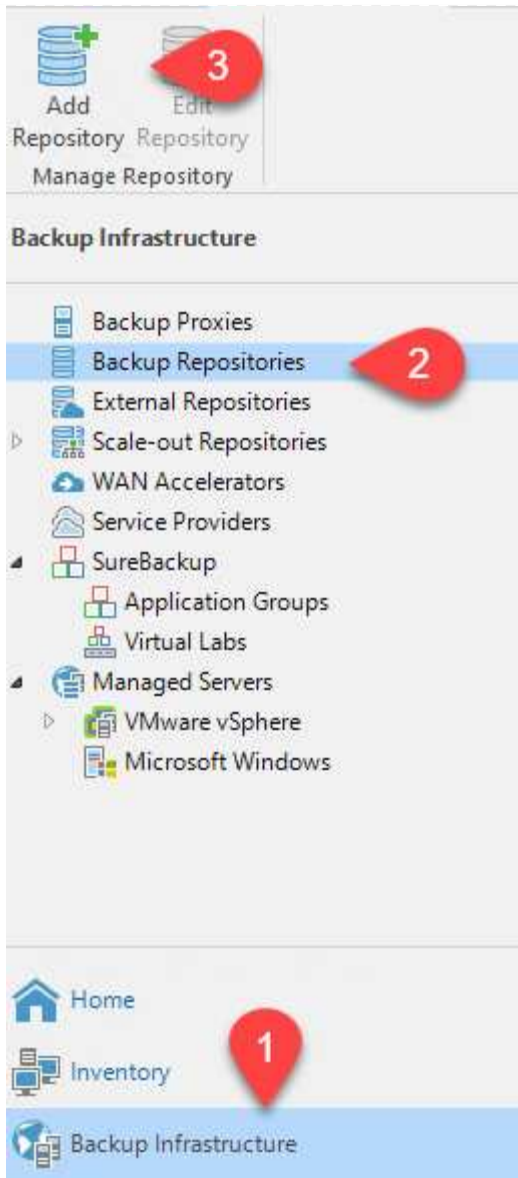 3
Add Edit
Repository Repository
Manage Repository
Backup Infrastructure
Backup Proxies
Backup Repositories 2
External Repositories
Scale-out Repositories
WAN Accelerators
Service Providers
SureBackup
Application Groups
Virtual Labs
Managed Servers
VMware vSphere
Microsoft Windows
Home
1
Inventory
Backup Infrastructure